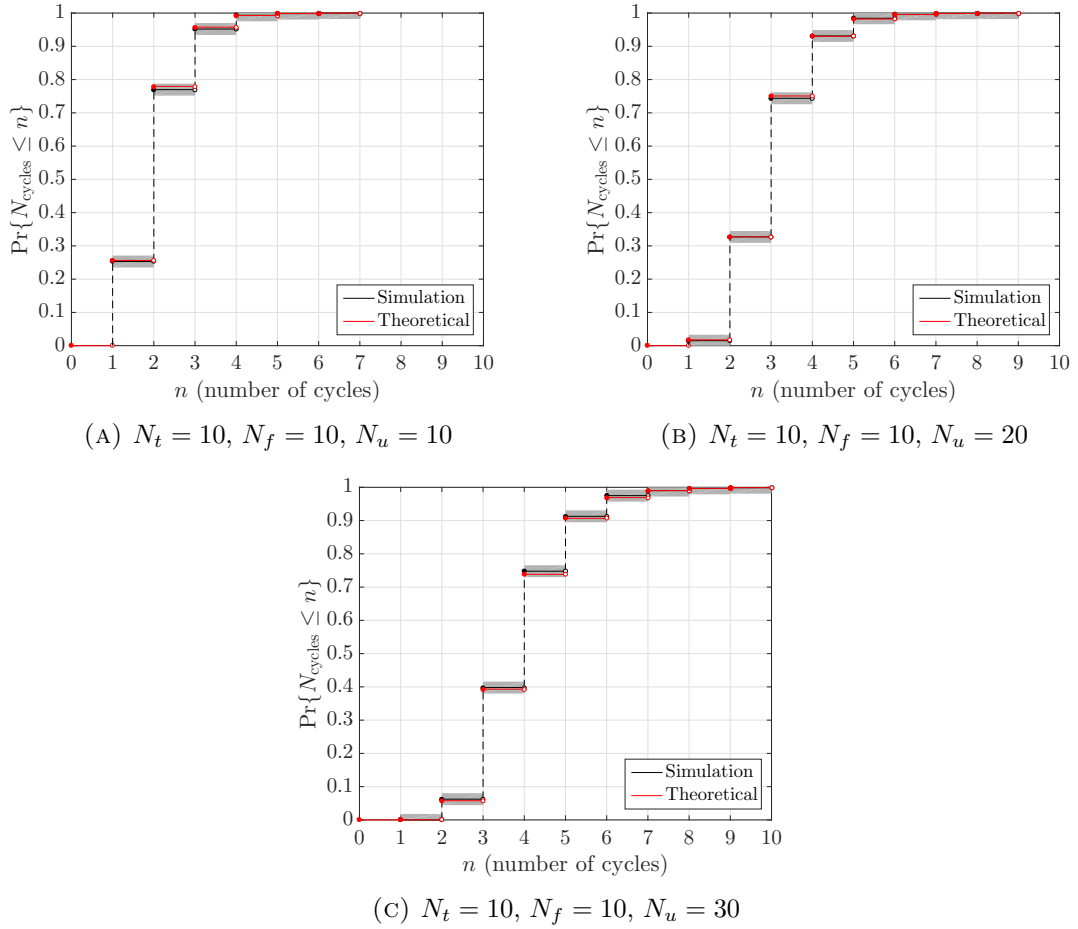 1
0.9
0.8
0.7
0.6
0.5
0.4
0.3
0.2
0.1
0
Pr{N_cycles ≤ n}
Simulation
Theoretical
0 1 2 3 4 5 6 7 8 9 10
n (number of cycles)
(A) N_t = 10, N_f = 10, N_u = 10
1
0.9
0.8
0.7
0.6
0.5
0.4
0.3
0.2
0.1
0
Pr{N_cycles ≤ n}
Simulation
Theoretical
0 1 2 3 4 5 6 7 8 9 10
n (number of cycles)
(B) N_t = 10, N_f = 10, N_u = 20
1
0.9
0.8
0.7
0.6
0.5
0.4
0.3
0.2
0.1
0
Pr{N_cycles ≤ n}
Simulation
Theoretical
0 1 2 3 4 5 6 7 8 9 10
n (number of cycles)
(C) N_t = 10, N_f = 10, N_u = 30